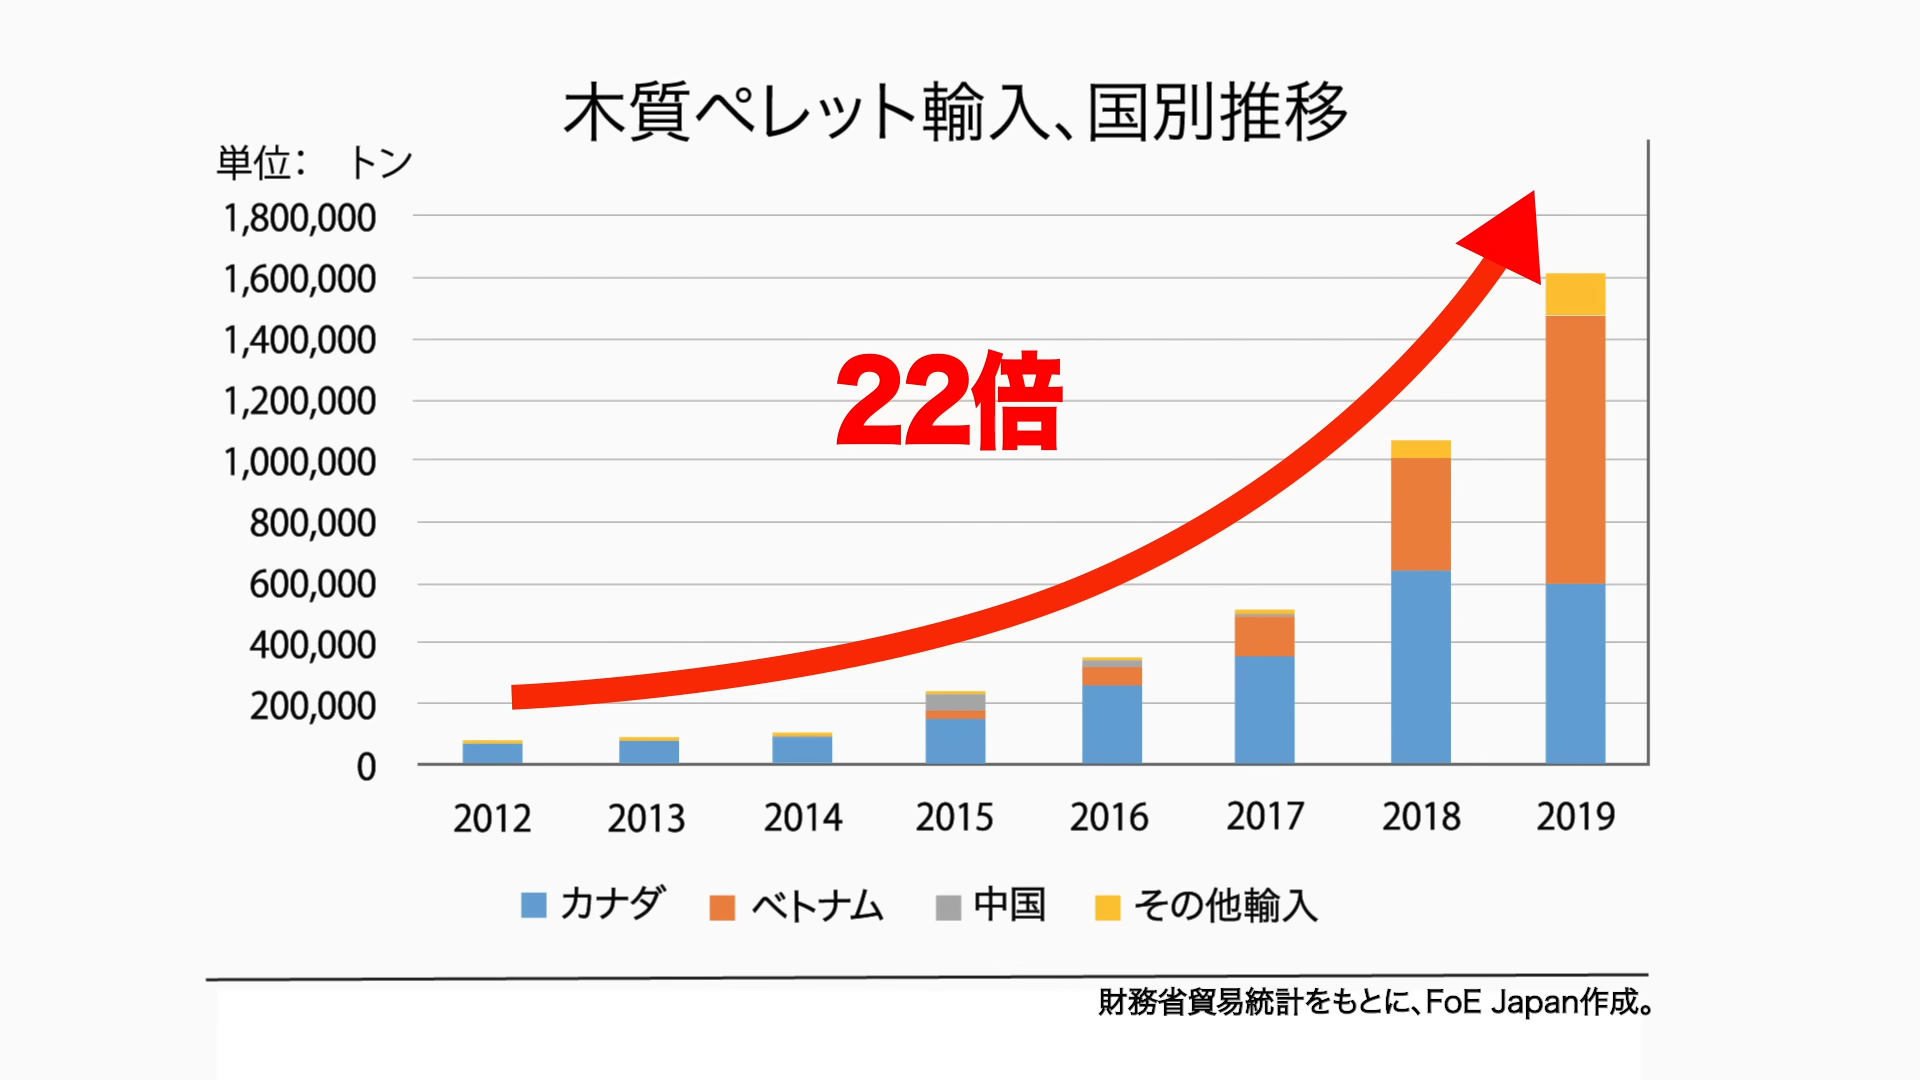 木質ペレット輸入、国別推移
単位： トン
1,800,000
1,600,000
1,400,000
1,200,000
1,000,000
800,000
600,000
400,000
200,000
0
22倍
2012 2013 2014 2015 2016 2017 2018 2019
カナダ ベトナム 中国 その他輸入
財務省貿易統計をもとに、FoE Japan作成。